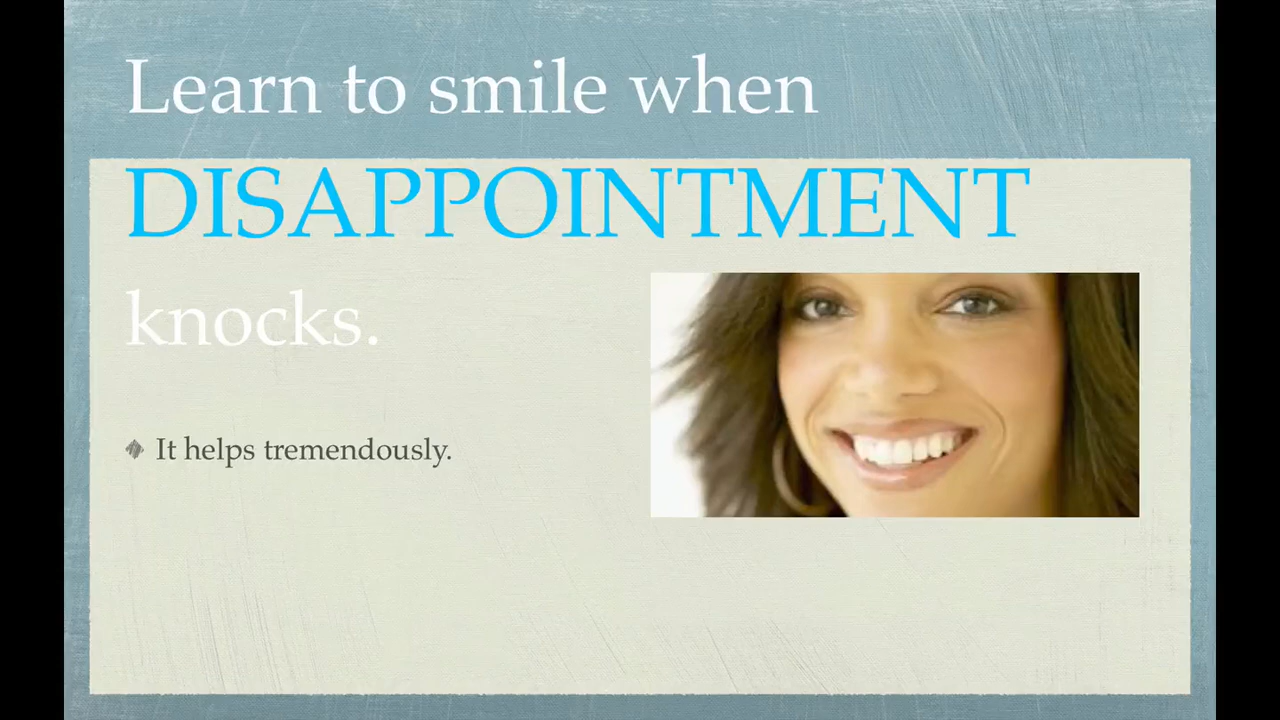 Learn to smile when
DISAPPOINTMENT
knocks.
It helps tremendously.